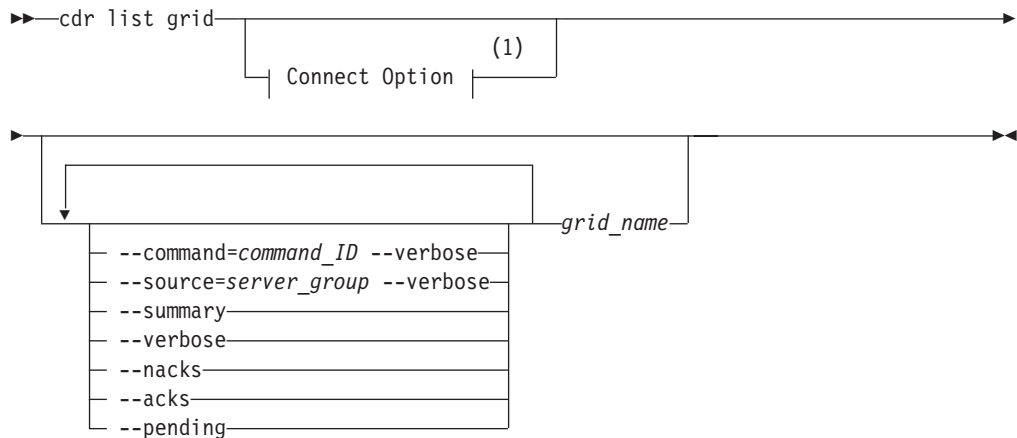 cdr list grid
(1)
Connect Option
grid_name
--command=command_ID --verbose
--source=server_group --verbose
--summary
--verbose
--nacks
--acks
--pending